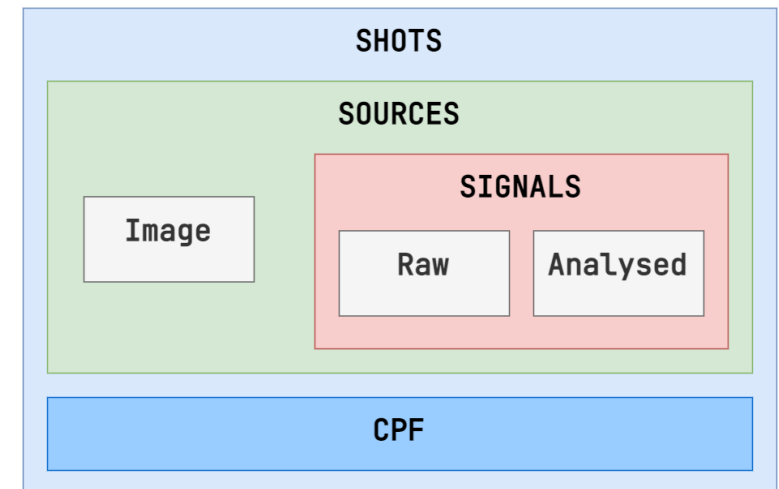 SHOTS
SOURCES
SIGNALS
Image
Raw
Analysed
CPF